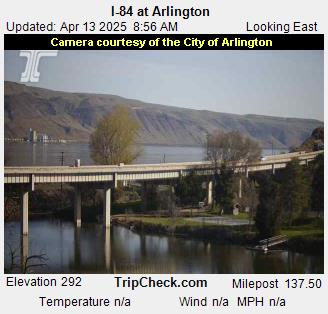 I-84 at Arlington
Updated: Apr 13 2025 8:56 AM Looking East
Camera courtesy of the City of Arlington
Elevation 292 TripCheck.com Milepost 137.50
Temperature n/a Wind n/a MPH n/a